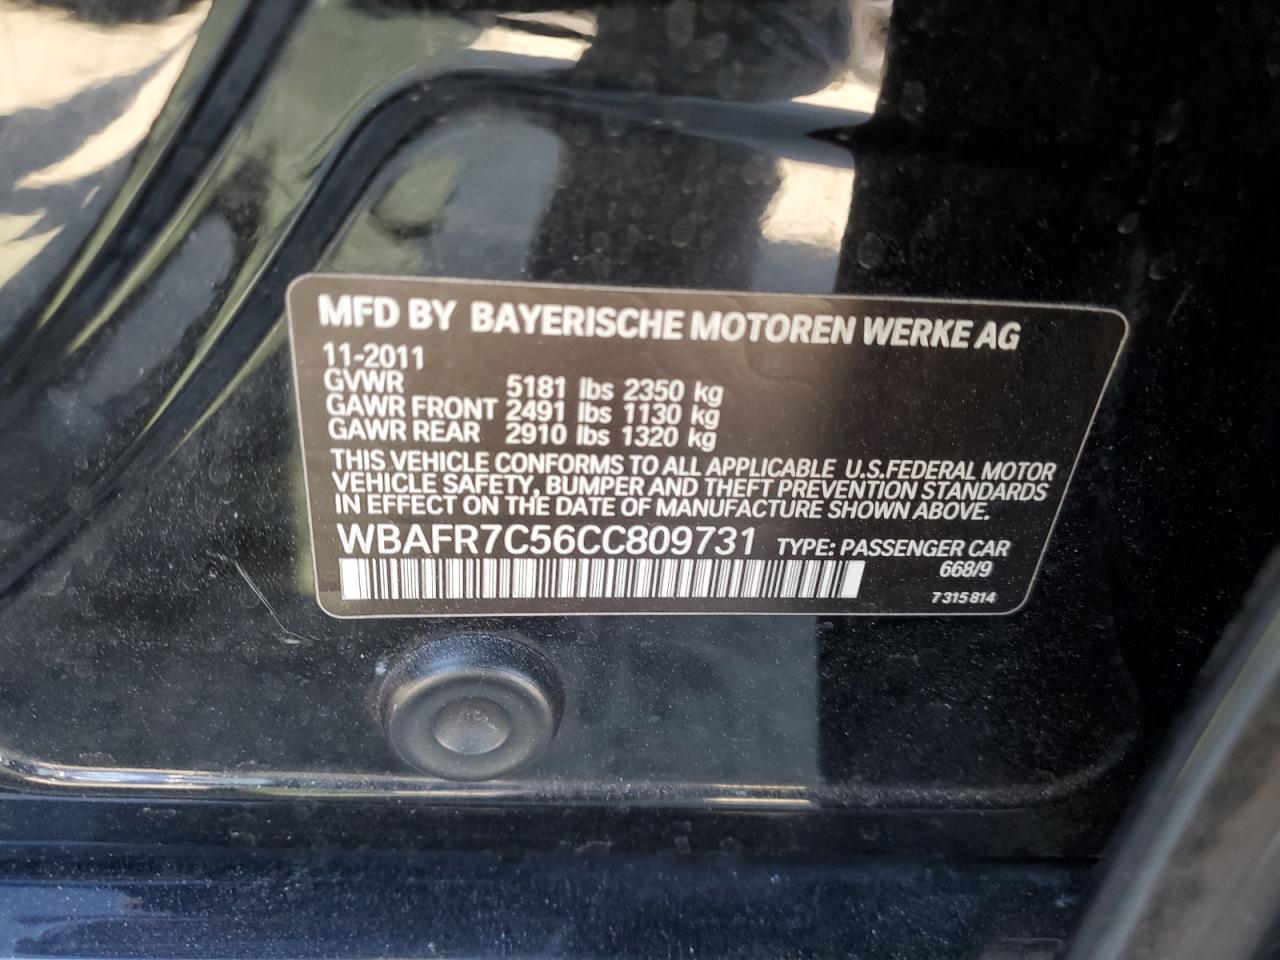 MFD BY BAYERISCHE MOTOREN WERKE AG
11-2011
GVWR 5181 lbs 2350 kg
GAWR FRONT 2491 lbs 1130 kg
GAWR REAR 2910 lbs 1320 kg
THIS VEHICLE CONFORMS TO ALL APPLICABLE U.S.FEDERAL MOTOR
VEHICLE SAFETY, BUMPER AND THEFT PREVENTION STANDARDS
IN EFFECT ON THE DATE OF MANUFACTURE SHOWN ABOVE.
WBAFR7C56CC809731 TYPE: PASSENGER CAR
668/9
7 315 814